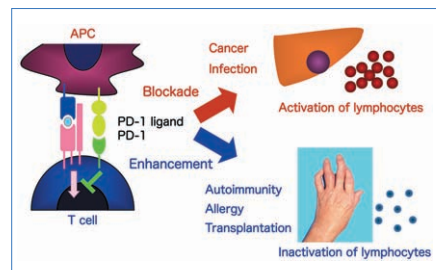 APC
Cancer
Infection
Blockade
Activation of lymphocytes
PD-1 ligand
PD-1
Enhancement
Autoimmunity
Allergy
Transplantation
T cell
Inactivation of lymphocytes